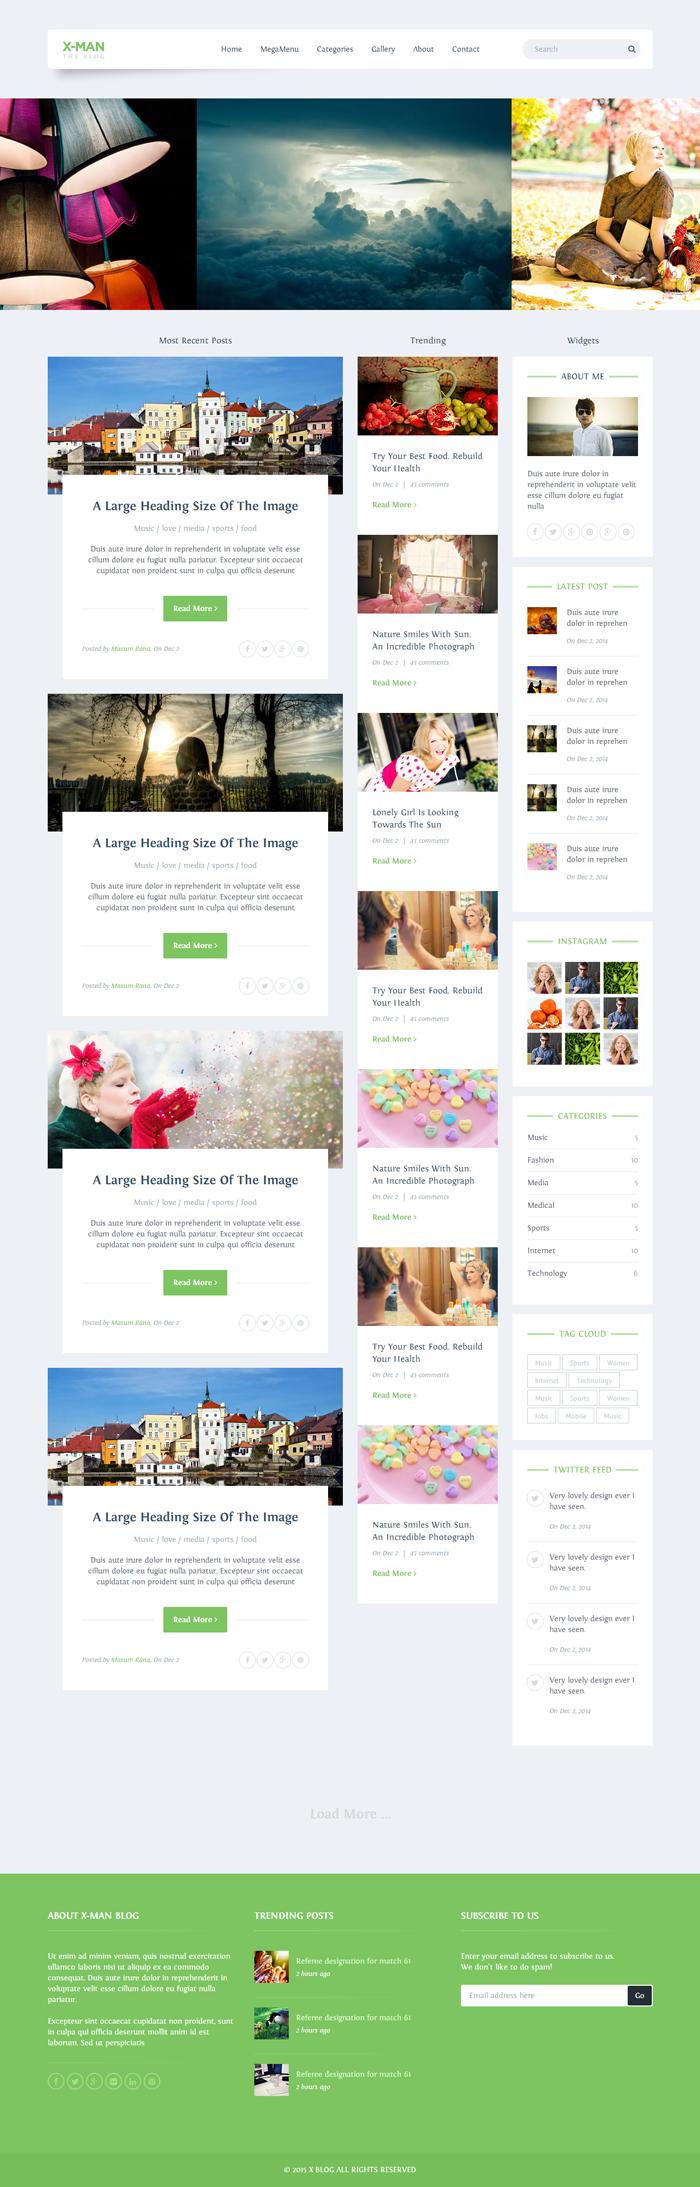 X-MAN
THE BLOG
Home MegaMenu Categories Gallery About Contact
Search
Most Recent Posts
A Large Heading Size Of The Image
Music / love / media / sports / food
Duis aute irure dolor in reprehenderit in voluptate velit esse
cillum dolore eu fugiat nulla pariatur. Excepteur sint occaecat
cupidatat non proident sunt in culpa qui officia deserunt
Read More >
Posted by Masum Rana, On Dec 2
A Large Heading Size Of The Image
Music / love / media / sports / food
Duis aute irure dolor in reprehenderit in voluptate velit esse
cillum dolore eu fugiat nulla pariatur. Excepteur sint occaecat
cupidatat non proident sunt in culpa qui officia deserunt
Read More >
Posted by Masum Rana, On Dec 2
A Large Heading Size Of The Image
Music / love / media / sports / food
Duis aute irure dolor in reprehenderit in voluptate velit esse
cillum dolore eu fugiat nulla pariatur. Excepteur sint occaecat
cupidatat non proident sunt in culpa qui officia deserunt
Read More >
Posted by Masum Rana, On Dec 2
A Large Heading Size Of The Image
Music / love / media / sports / food
Duis aute irure dolor in reprehenderit in voluptate velit esse
cillum dolore eu fugiat nulla pariatur. Excepteur sint occaecat
cupidatat non proident sunt in culpa qui officia deserunt
Read More >
Posted by Masum Rana, On Dec 2
Trending
Try Your Best Food. Rebuild
Your Health
On Dec 2 | 45 comments
Read More >
Nature Smiles With Sun.
An Incredible Photograph
On Dec 2 | 45 comments
Read More >
Lonely Girl Is Looking
Towards The Sun
On Dec 2 | 45 comments
Read More >
Try Your Best Food. Rebuild
Your Health
On Dec 2 | 45 comments
Read More >
Nature Smiles With Sun.
An Incredible Photograph
On Dec 2 | 45 comments
Read More >
Try Your Best Food. Rebuild
Your Health
On Dec 2 | 45 comments
Read More >
Nature Smiles With Sun.
An Incredible Photograph
On Dec 2 | 45 comments
Read More >
Widgets
ABOUT ME
Duis aute irure dolor in
reprehenderit in voluptate velit
esse cillum dolore eu fugiat
nulla
LATEST POST
Duis aute irure
dolor in reprehen
On Dec 2, 2014
Duis aute irure
dolor in reprehen
On Dec 2, 2014
Duis aute irure
dolor in reprehen
On Dec 2, 2014
Duis aute irure
dolor in reprehen
On Dec 2, 2014
Duis aute irure
dolor in reprehen
On Dec 2, 2014
INSTAGRAM
CATEGORIES
Music 5
Fashion 10
Media 5
Medical 10
Sports 5
Internet 10
Technology 6
TAG CLOUD
Music Sports Women
Internet Technology
Music Sports Women
Jobs Mobile Music
TWITTER FEED
Very lovely design ever I
have seen.
On Dec 2, 2014
Very lovely design ever I
have seen.
On Dec 2, 2014
Very lovely design ever I
have seen.
On Dec 2, 2014
Very lovely design ever I
have seen.
On Dec 2, 2014
Load More ...
ABOUT X-MAN BLOG
Ut enim ad minim veniam, quis nostrud exercitation
ullamco laboris nisi ut aliquip ex ea commodo
consequat. Duis aute irure dolor in reprehenderit in
voluptate velit esse cillum dolore eu fugiat nulla
pariatur.
Excepteur sint occaecat cupidatat non proident, sunt
in culpa qui officia deserunt mollit anim id est
laborum. Sed ut perspiciatis
TRENDING POSTS
Referee designation for match 61
2 hours ago
Referee designation for match 61
2 hours ago
Referee designation for match 61
2 hours ago
SUBSCRIBE TO US
Enter your email address to subscribe to us.
We don't like to do spam!
Email address here Go
© 2015 X BLOG ALL RIGHTS RESERVED